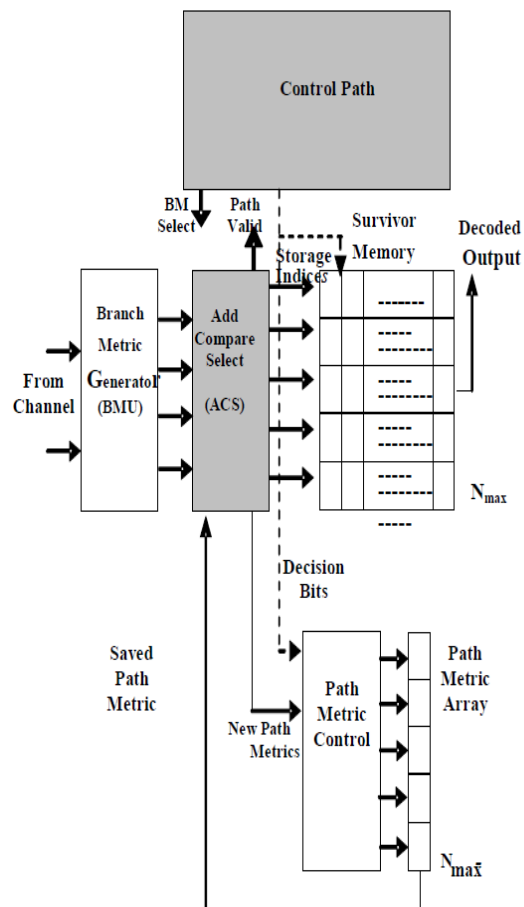 Control Path
BM
Select
Path
Valid
Survivor
Memory
Storage
Indices
Decoded
Output
Branch
Metric
Generator
(BMU)
Add
Compare
Select
(ACS)
From
Channel
Nmax
Decision
Bits
Saved
Path
Metric
Path
Metric
Control
Path
Metric
Array
New Path
Metrics
Nmax